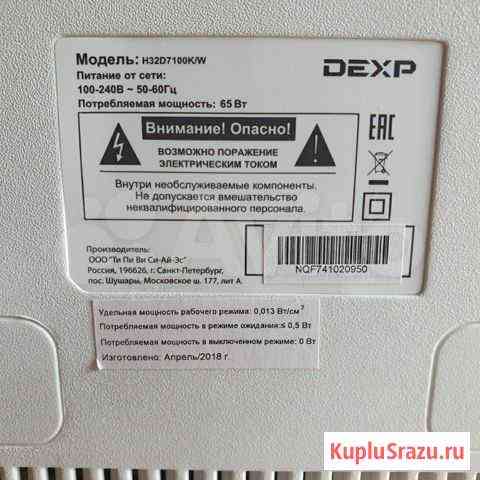 Модель: H32D7100K/W
DEXP
Питание от сети:
100-240В ~ 50-60Гц
Потребляемая мощность: 65 Вт
Внимание! Опасно!
ВОЗМОЖНО ПОРАЖЕНИЕ
ЭЛЕКТРИЧЕСКИМ ТОКОМ
EAC
Внутри необслуживаемые компоненты.
Не допускается вмешательство
неквалифицированного персонала.
Avito
Производитель:
ООО "Ти Пи Ви Си-Ай-Эс"
Россия, 196626, г. Санкт-Петербург,
пос. Шушары, Московское ш. 177, лит А
NQF741020950
Удельная мощность рабочего режима: 0,013 Вт/см²
Потребляемая мощность в режиме ожидания:≤ 0,5 Вт
Потребляемая мощность в выключенном режиме: 0 Вт
Изготовлено: Апрель/2018 г.
KupluSrazu.ru